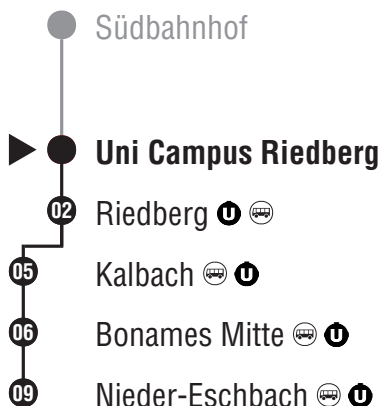 Südbahnhof
Uni Campus Riedberg
02 Riedberg U
05 Kalbach U
06 Bonames Mitte U
09 Nieder-Eschbach U